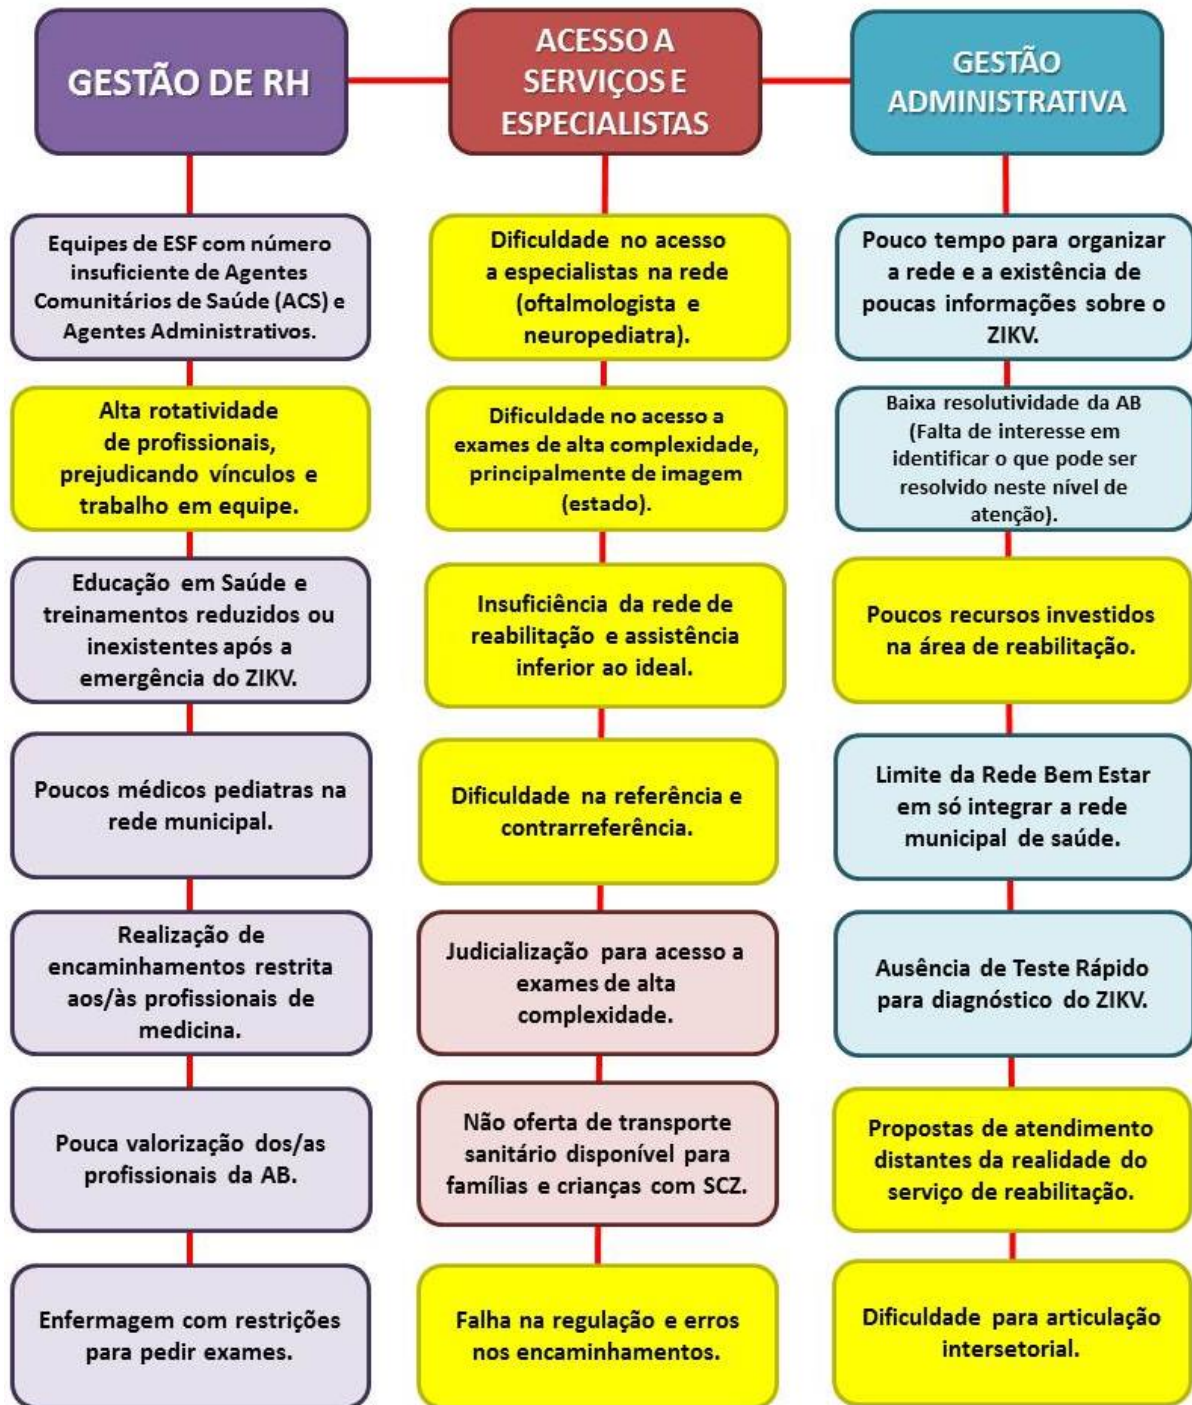 GESTÃO DE RH
Equipes de ESF com número
insuficiente de Agentes
Comunitários de Saúde (ACS) e
Agentes Administrativos.
Alta rotatividade
de profissionais,
prejudicando vínculos e
trabalho em equipe.
Educação em Saúde e
treinamentos reduzidos ou
inexistentes após a
emergência do ZIKV.
Poucos médicos pediatras na
rede municipal.
Realização de
encaminhamentos restrita
aos/às profissionais de
medicina.
Pouca valorização dos/as
profissionais da AB.
Enfermagem com restrições
para pedir exames.
ACESSO A
SERVIÇOS E
ESPECIALISTAS
Dificuldade no acesso
a especialistas na rede
(oftalmologista e
neuropediatra).
Dificuldade no acesso a
exames de alta complexidade,
principalmente de imagem
(estado).
Insuficiência da rede de
reabilitação e assistência
inferior ao ideal.
Dificuldade na referência e
contrarreferência.
Judicialização para acesso a
exames de alta
complexidade.
Não oferta de transporte
sanitário disponível para
famílias e crianças com SCZ.
Falha na regulação e erros
nos encaminhamentos.
GESTÃO
ADMINISTRATIVA
Pouco tempo para organizar
a rede e a existência de
poucas informações sobre o
ZIKV.
Baixa resolutividade da AB
(Falta de interesse em
identificar o que pode ser
resolvido neste nível de
atenção).
Poucos recursos investidos
na área de reabilitação.
Limite da Rede Bem Estar
em só integrar a rede
municipal de saúde.
Ausência de Teste Rápido
para diagnóstico do ZIKV.
Propostas de atendimento
distantes da realidade do
serviço de reabilitação.
Dificuldade para articulação
intersetorial.